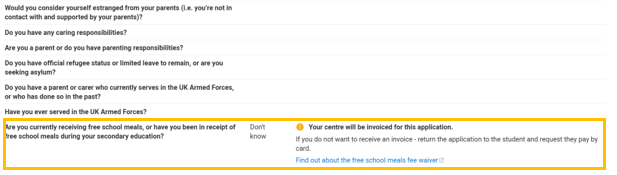 Would you consider yourself estranged from your parents (i.e. you're not in
contact with and supported by your parents)?
Do you have any caring responsibilities?
Are you a parent or do you have parenting responsibilities?
Do you have official refugee status or limited leave to remain, or are you
seeking asylum?
Do you have a parent or carer who currently serves in the UK Armed Forces,
or who has done so in the past?
Have you ever served in the UK Armed Forces?
Are you currently receiving free school meals, or have you been in receipt of
free school meals during your secondary education?
Don't
know
Your centre will be invoiced for this application.
If you do not want to receive an invoice - return the application to the student and request they pay by
card.
Find out about the free school meals fee waiver